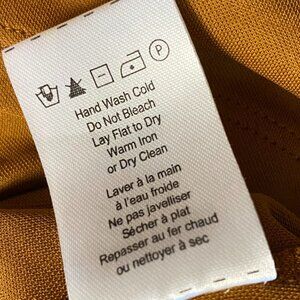 P
Hand Wash Cold
Do Not Bleach
Lay Flat to Dry
Warm Iron
or Dry Clean
Laver à la main
à l'eau froide
Ne pas javelliser
Sécher à plat
Repasser au fer chaud
ou nettoyer à sec